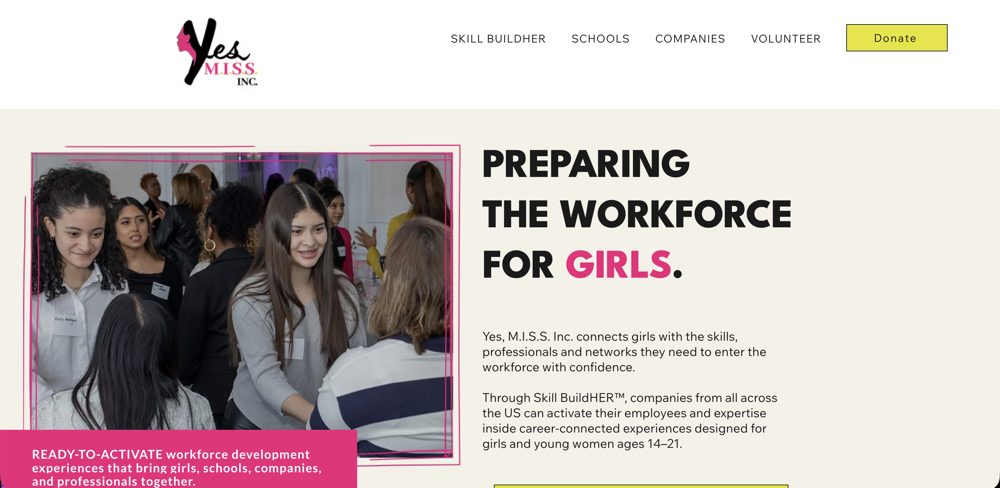 Yes
M.I.S.S.
INC.
SKILL BUILDHER
SCHOOLS
COMPANIES
VOLUNTEER
Donate
PREPARING
THE WORKFORCE
FOR GIRLS.
Yes, M.I.S.S. Inc. connects girls with the skills,
professionals and networks they need to enter the
workforce with confidence.
Through Skill BuildHER™, companies from all across
the US can activate their employees and expertise
inside career-connected experiences designed for
girls and young women ages 14–21.
READY-TO-ACTIVATE workforce development
experiences that bring girls, schools, companies,
and professionals together.